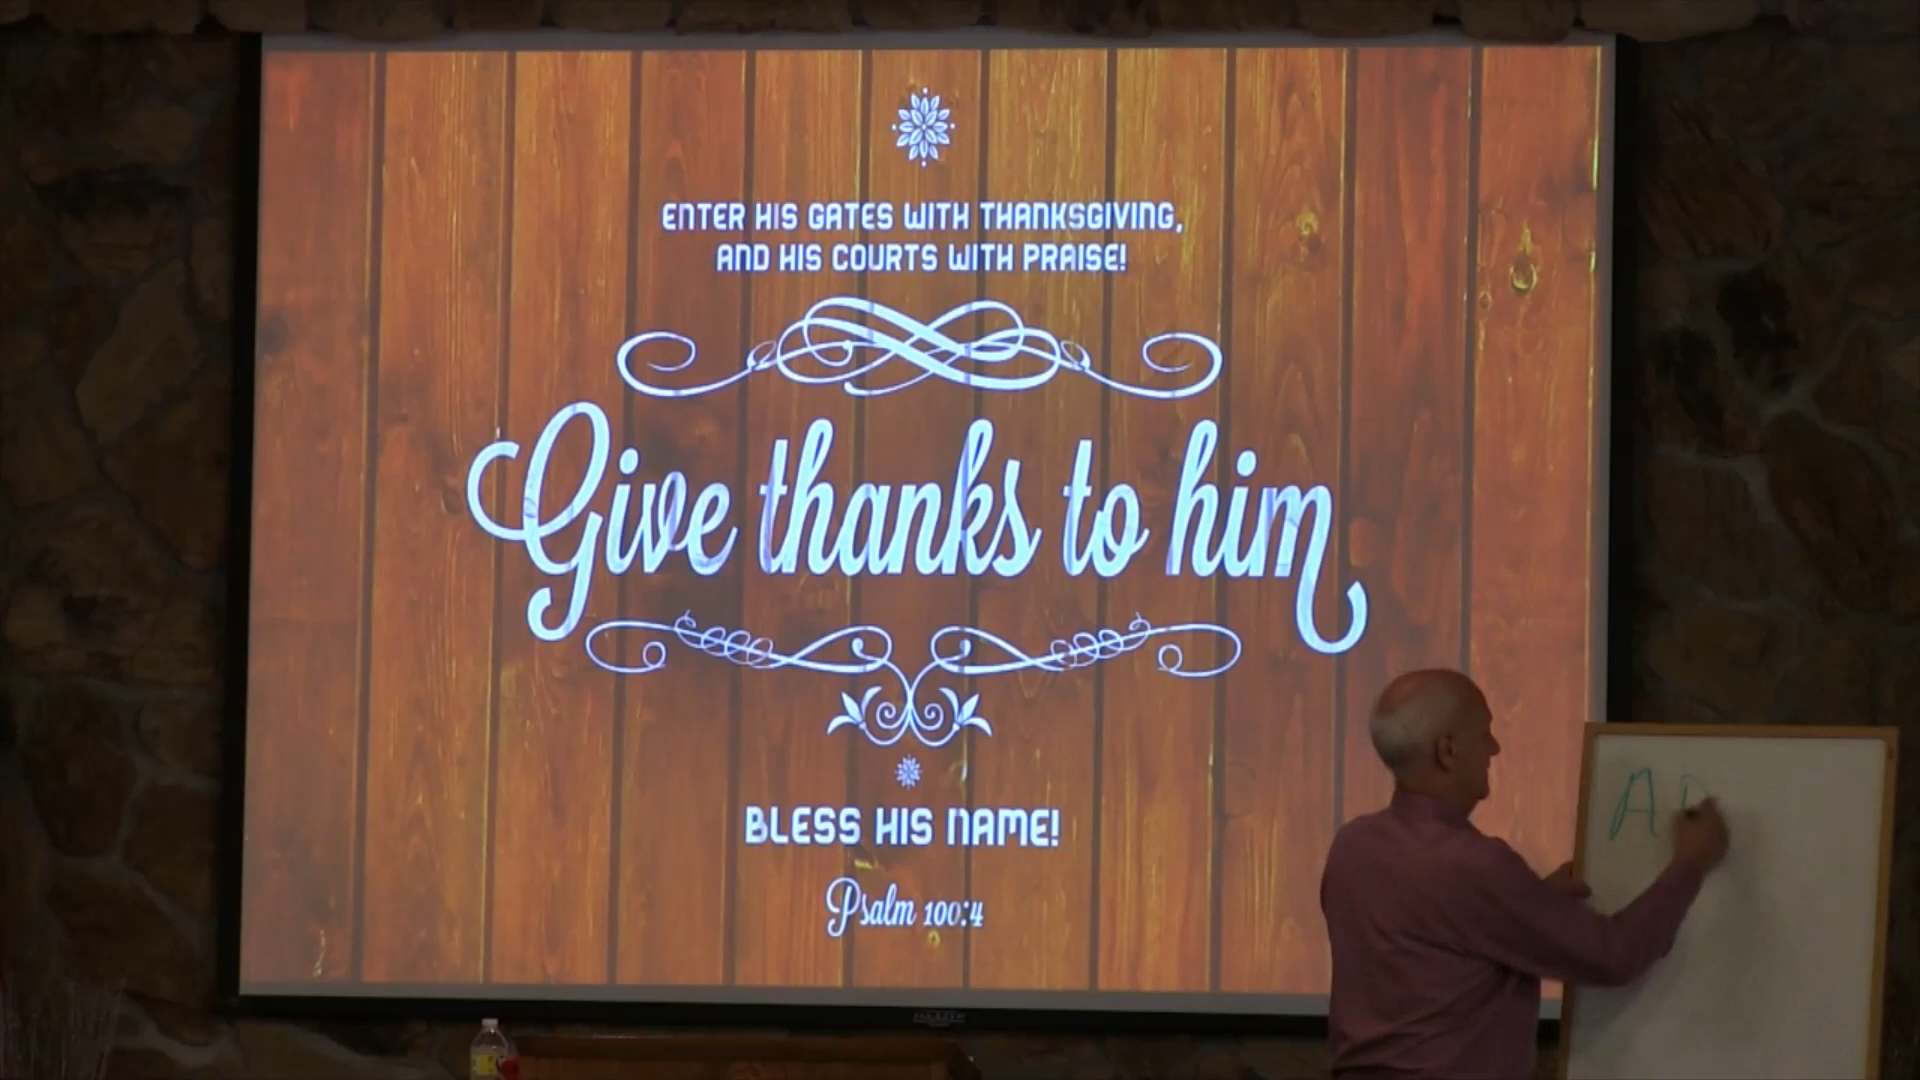 ENTER HIS GATES WITH THANKSGIVING,
AND HIS COURTS WITH PRAISE!
Give thanks to him
BLESS HIS NAME!
Psalm 100:4
A